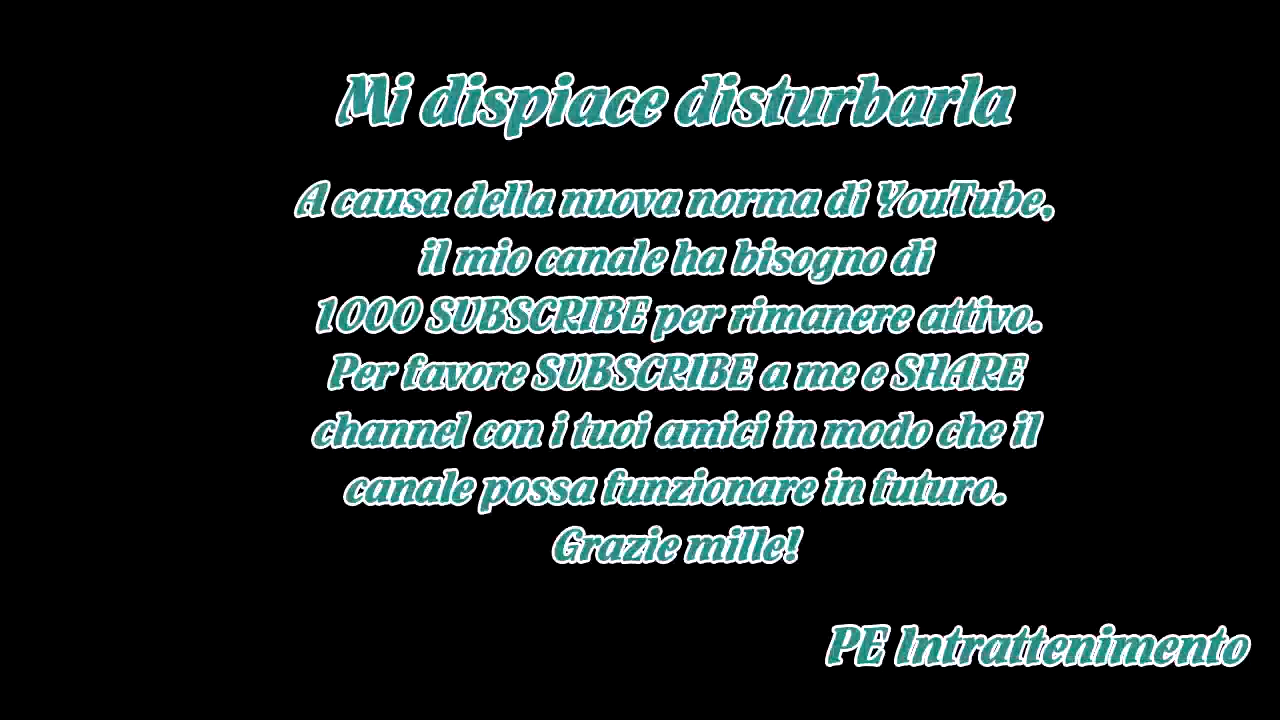 Mi dispiace disturbarla
A causa della nuova norma di YouTube,
il mio canale ha bisogno di
1000 SUBSCRIBE per rimanere attivo.
Per favore SUBSCRIBE a me e SHARE
channel con i tuoi amici in modo che il
canale possa funzionare in futuro.
Grazie mille!
PE Intrattenimento